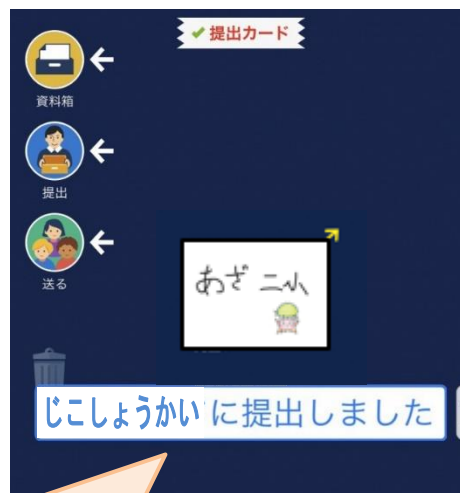 提出カード
資料箱
提出
送る
あざ 二小
じこしょうかいに提出しました